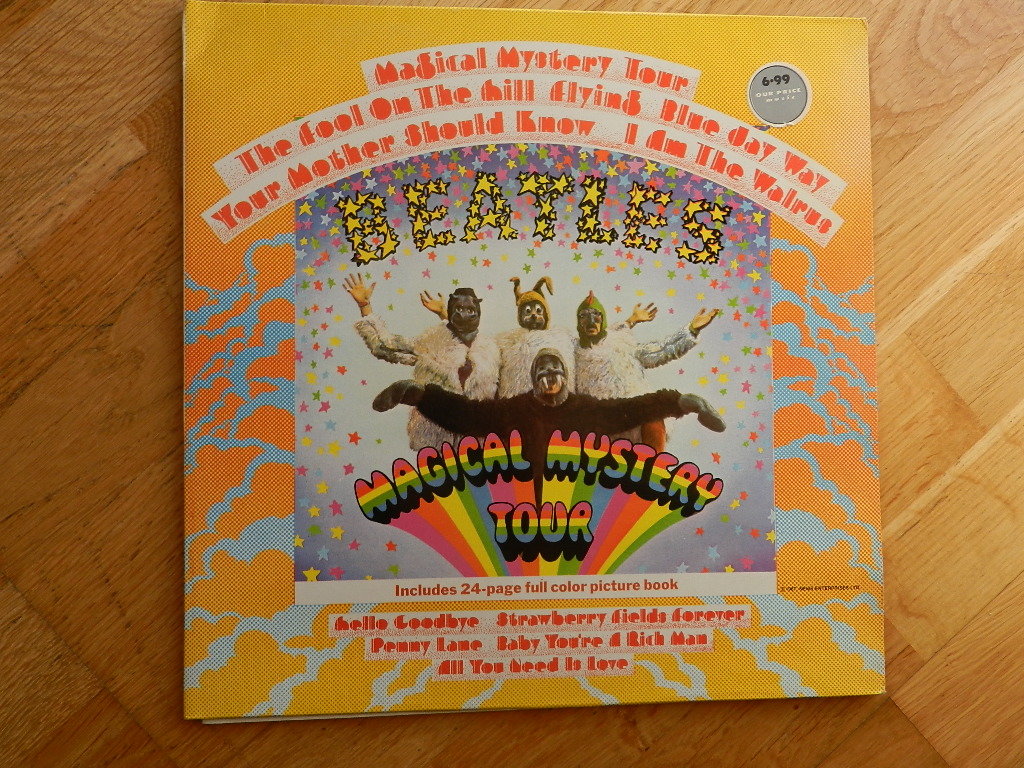 Magical Mystery Tour
The Fool On The Hill Flying Blue Jay Way
Your Mother Should Know I Am The Walrus
6·99
OUR PRICE
music
BEATLES
MAGICAL MYSTERY
TOUR
Includes 24-page full color picture book
Hello Goodbye Strawberry Fields Forever
Penny Lane Baby You're A Rich Man
All You Need Is Love